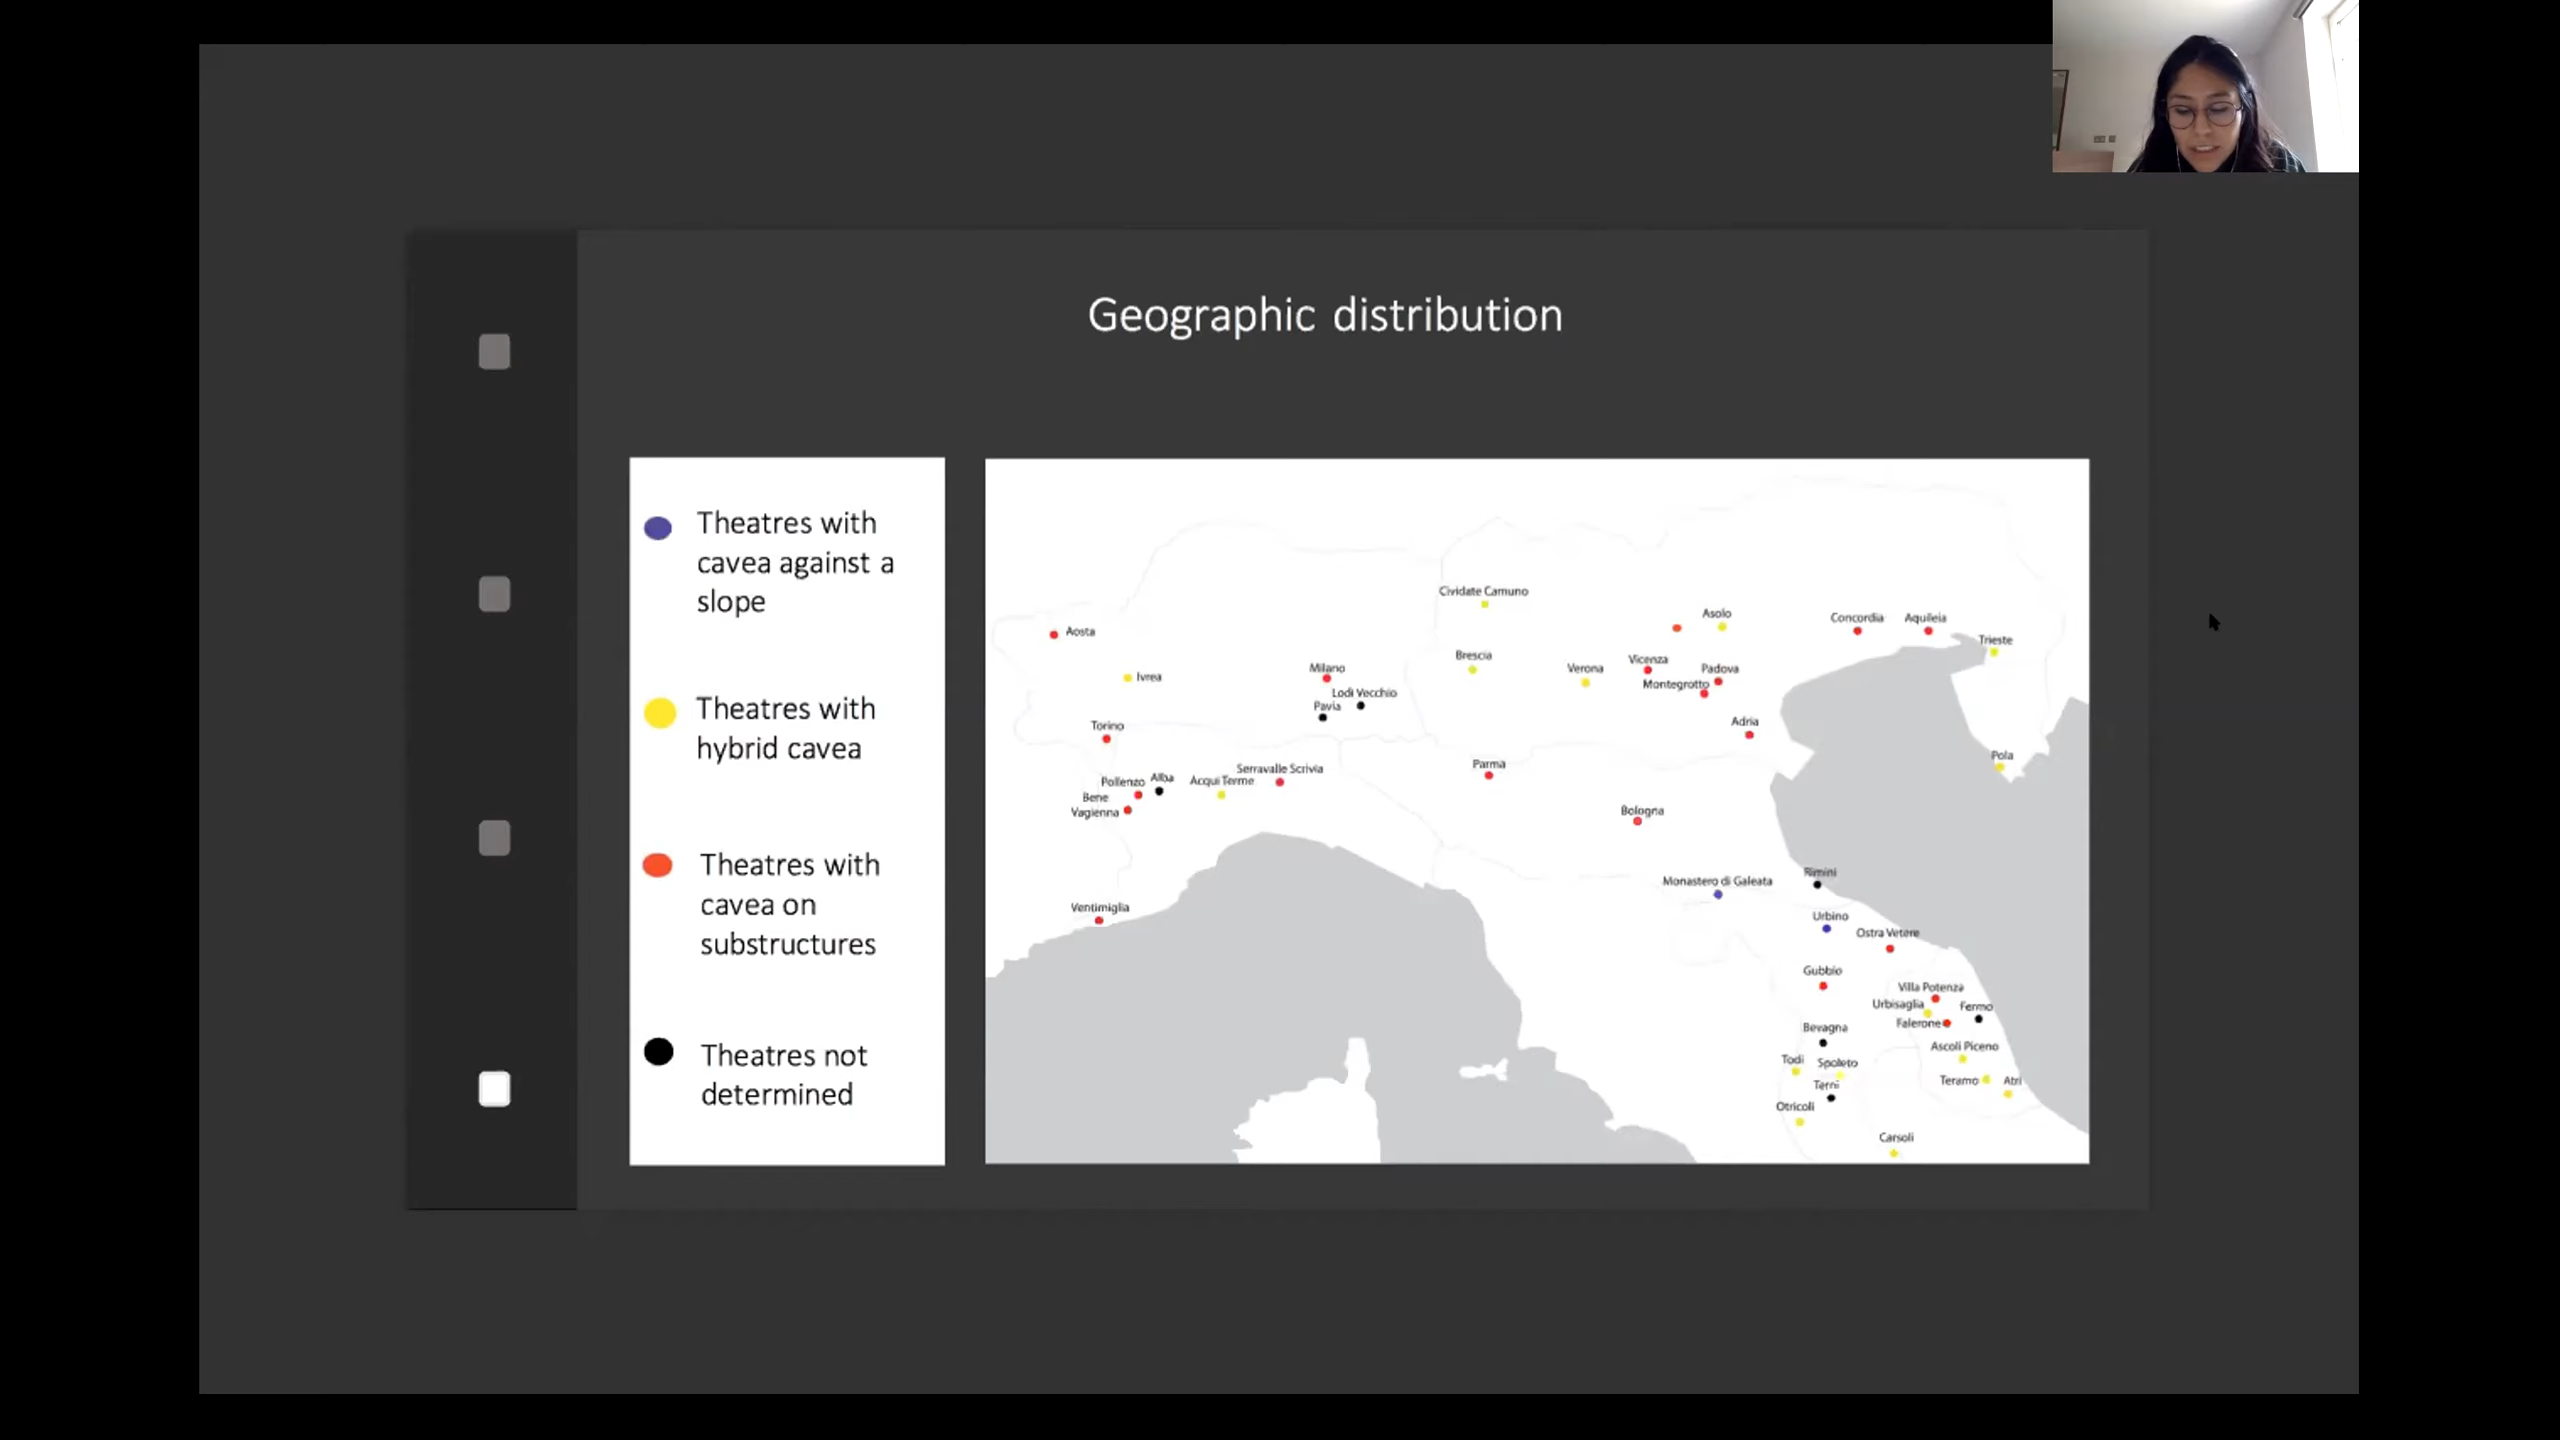 Geographic distribution
Theatres with
cavea against a
slope
Theatres with
hybrid cavea
Theatres with
cavea on
substructures
Theatres not
determined
Cividate Camuno
Asolo
Concordia
Aquileia
Aosta
Trieste
Brescia
Vicenza
Verona
Padova
Milano
Ivrea
Montegrotto
Lodi Vecchio
Pavia
Adria
Torino
Pola
Parma
Serravalle Scrivia
Alba
Acqui Terme
Pollenzo
Bene
Vagienna
Bologna
Rimini
Monastero di Galeata
Ventimiglia
Urbino
Ostra Vetere
Gubbio
Villa Potenza
Urbisaglia
Fermo
Falerone
Bevagna
Ascoli Piceno
Todi
Spoleto
Teramo
Atri
Terni
Otricoli
Carsoli